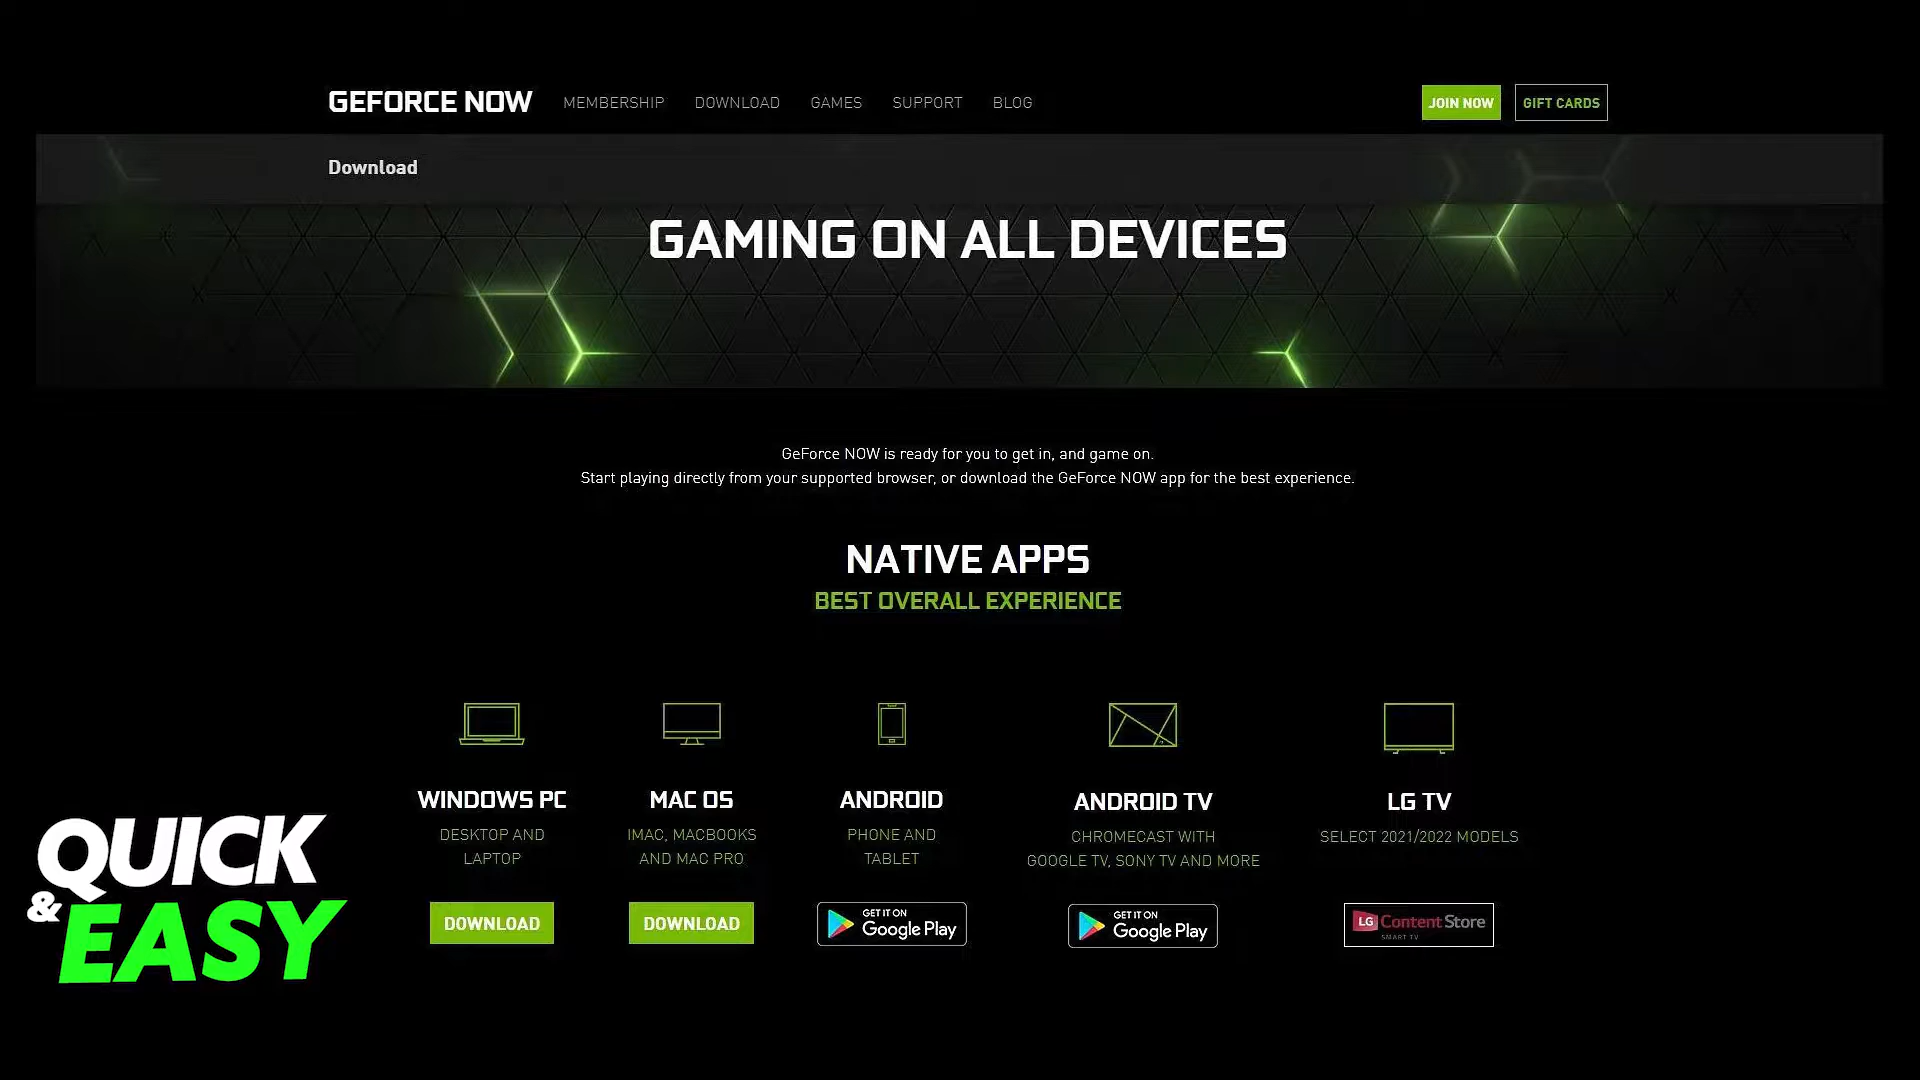 GEFORCE NOW MEMBERSHIP DOWNLOAD GAMES SUPPORT BLOG JOIN NOW GIFT CARDS
Download
GAMING ON ALL DEVICES
GeForce NOW is ready for you to get in, and game on.
Start playing directly from your supported browser, or download the GeForce NOW app for the best experience.
NATIVE APPS
BEST OVERALL EXPERIENCE
WINDOWS PC
DESKTOP AND
LAPTOP
DOWNLOAD
MAC OS
IMAC, MACBOOKS
AND MAC PRO
DOWNLOAD
ANDROID
PHONE AND
TABLET
GET IT ON
Google Play
ANDROID TV
CHROMECAST WITH
GOOGLE TV, SONY TV AND MORE
GET IT ON
Google Play
LG TV
SELECT 2021/2022 MODELS
LG Content Store
SMART TV
QUICK
&EASY